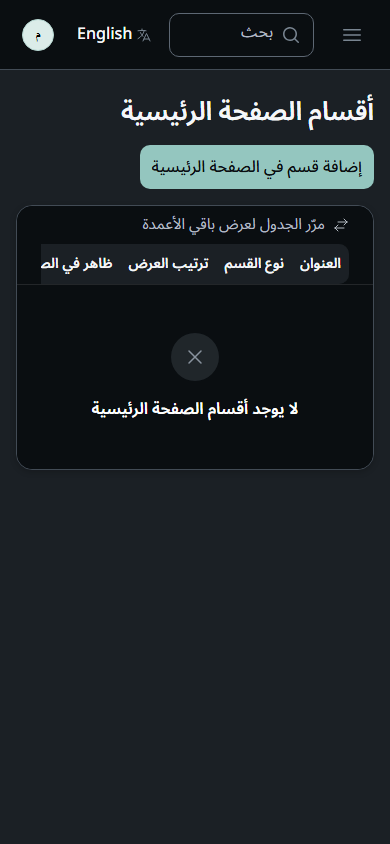 بحث
English
م
أقسام الصفحة الرئيسية
إضافة قسم في الصفحة الرئيسية
مرّر الجدول لعرض باقي الأعمدة
العنوان نوع القسم ترتيب العرض ظاهر في
لا يوجد أقسام الصفحة الرئيسية